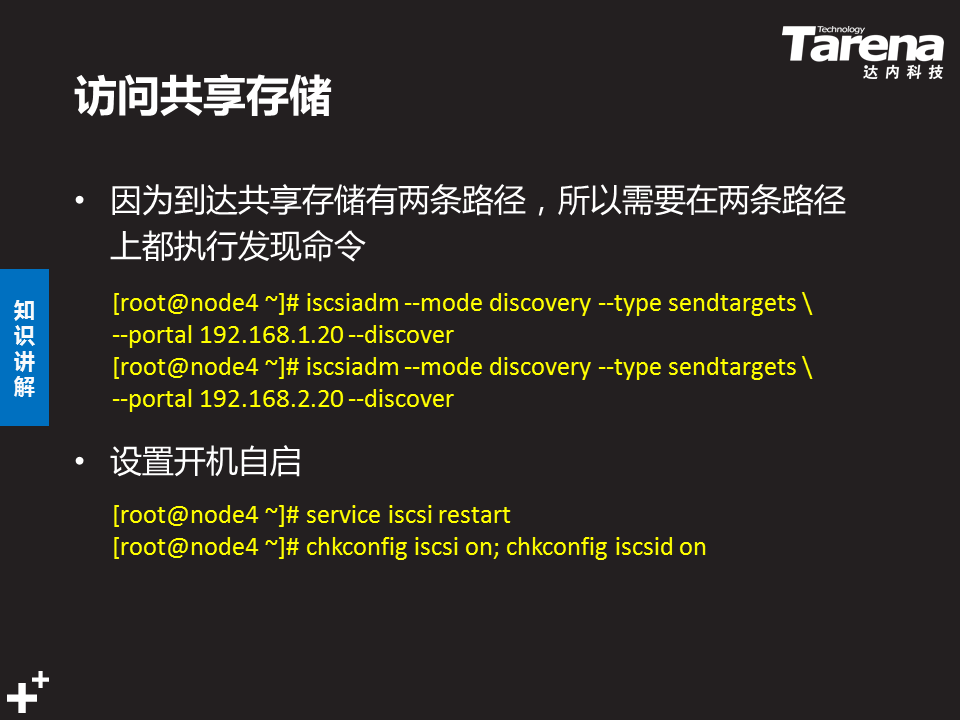 Technology
Tarena
达内科技
访问共享存储
• 因为到达共享存储有两条路径，所以需要在两条路径
上都执行发现命令
[root@node4 ~]# iscsiadm --mode discovery --type sendtargets \
--portal 192.168.1.20 --discover
[root@node4 ~]# iscsiadm --mode discovery --type sendtargets \
--portal 192.168.2.20 --discover
知识讲解
• 设置开机自启
[root@node4 ~]# service iscsi restart
[root@node4 ~]# chkconfig iscsi on; chkconfig iscsid on